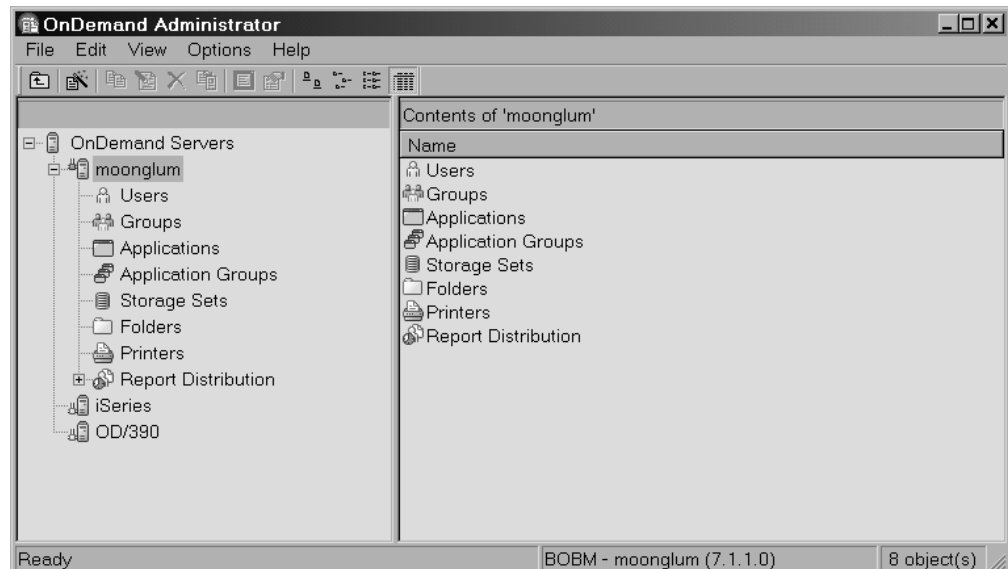 OnDemand Administrator
File Edit View Options Help
Contents of 'moonglum'
OnDemand Servers
moonglum
Users
Groups
Applications
Application Groups
Storage Sets
Folders
Printers
Report Distribution
iSeries
OD/390
Name
Users
Groups
Applications
Application Groups
Storage Sets
Folders
Printers
Report Distribution
Ready
BOBM - moonglum (7.1.1.0)
8 object(s)